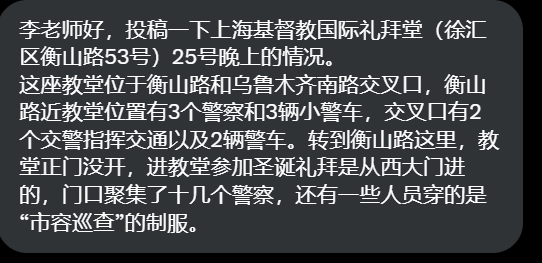 李老师好，投稿一下上海基督教国际礼拜堂（徐汇
区衡山路53号）25号晚上的情况。
这座教堂位于衡山路和乌鲁木齐南路交叉口，衡山
路近教堂位置有3个警察和3辆小警车，交叉口有2
个交警指挥交通以及2辆警车。转到衡山路这里，教
堂正门没开，进教堂参加圣诞礼拜是从西大门进
的，门口聚集了十几个警察，还有一些人员穿的是
“市容巡查”的制服。